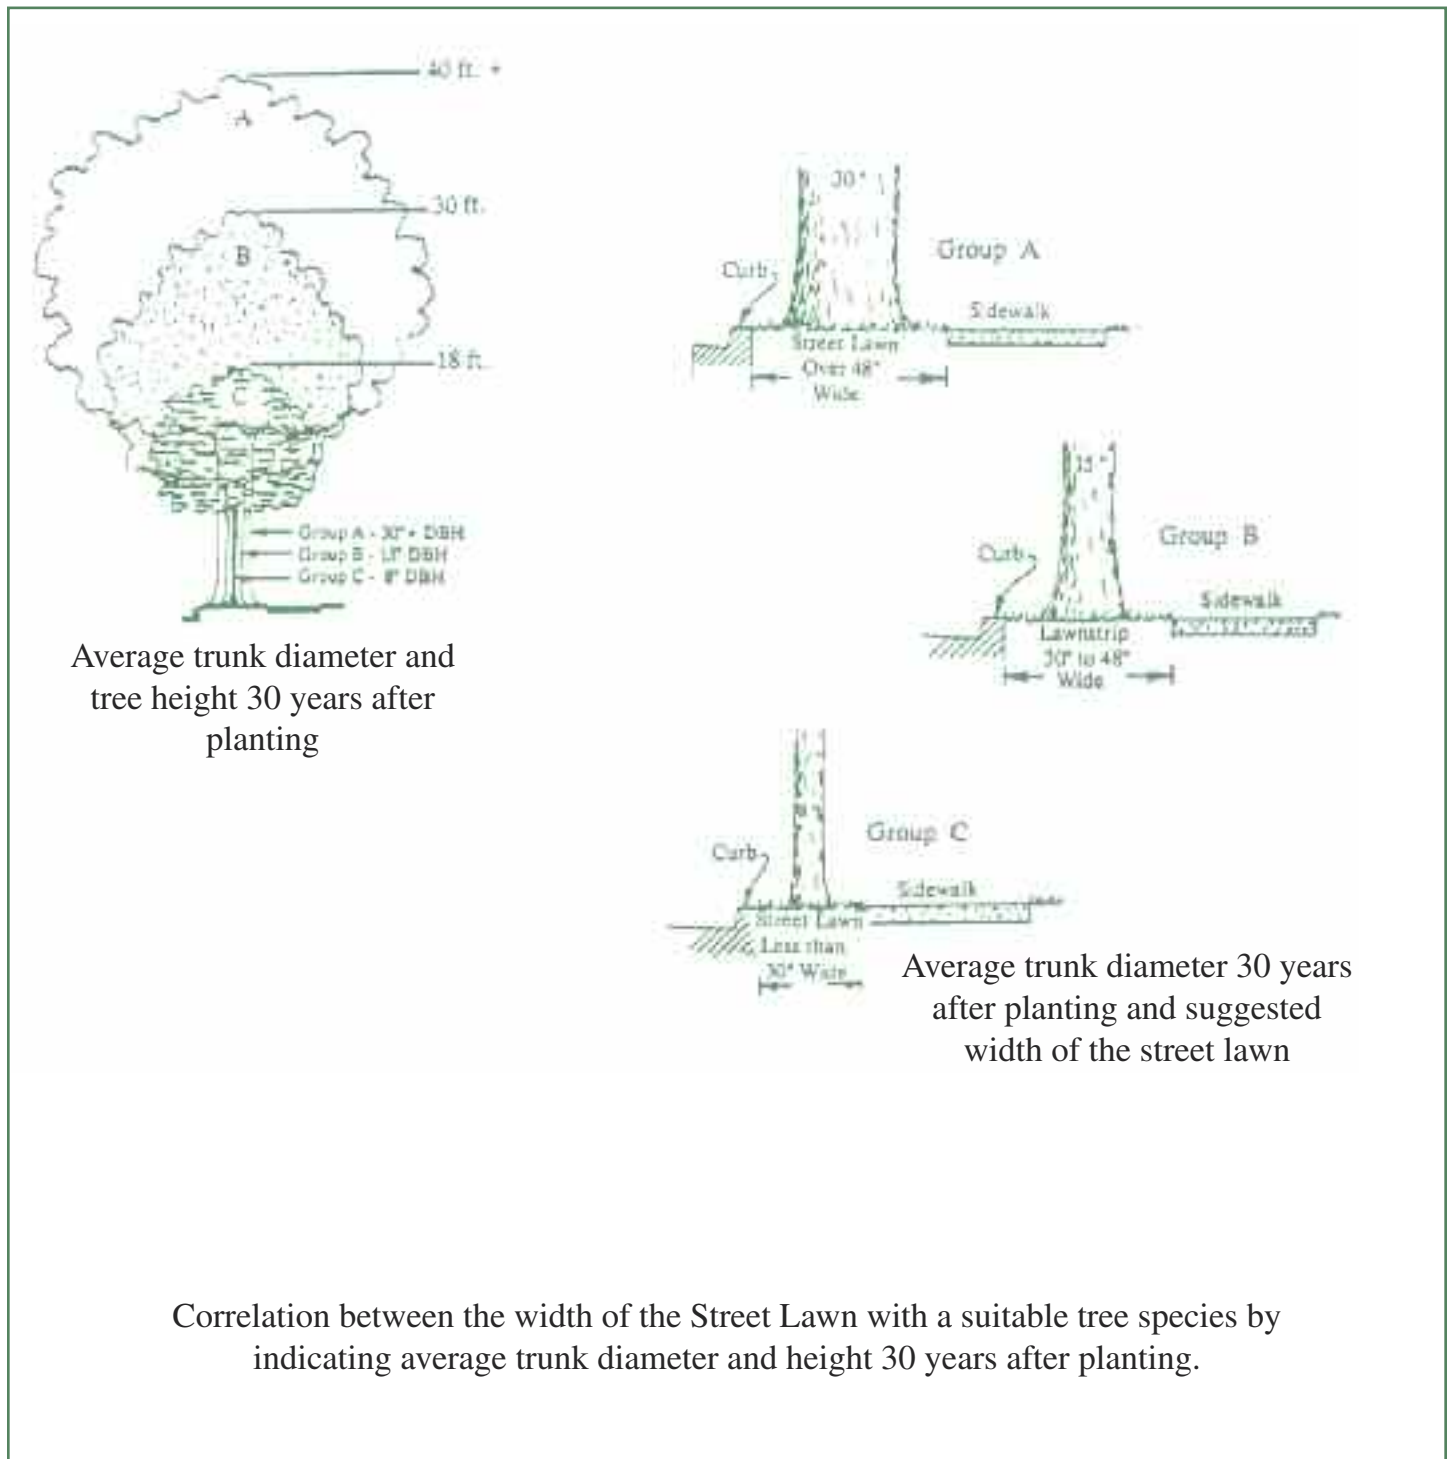 40 ft. +
A
30 ft.
B
18 ft.
C
Group A - 30" + DBH
Group B - DBH
Group C - 8" DBH
Average trunk diameter and
tree height 30 years after
planting
30"
Group A
Curb
Sidewalk
Street Lawn
Over 48"
Wide
15"
Group B
Curb
Sidewalk
Lawnstrip
30" to 48"
Wide
Group C
Curb
Sidewalk
Street Lawn
Less than
30" Wide
Average trunk diameter 30 years
after planting and suggested
width of the street lawn
Correlation between the width of the Street Lawn with a suitable tree species by
indicating average trunk diameter and height 30 years after planting.